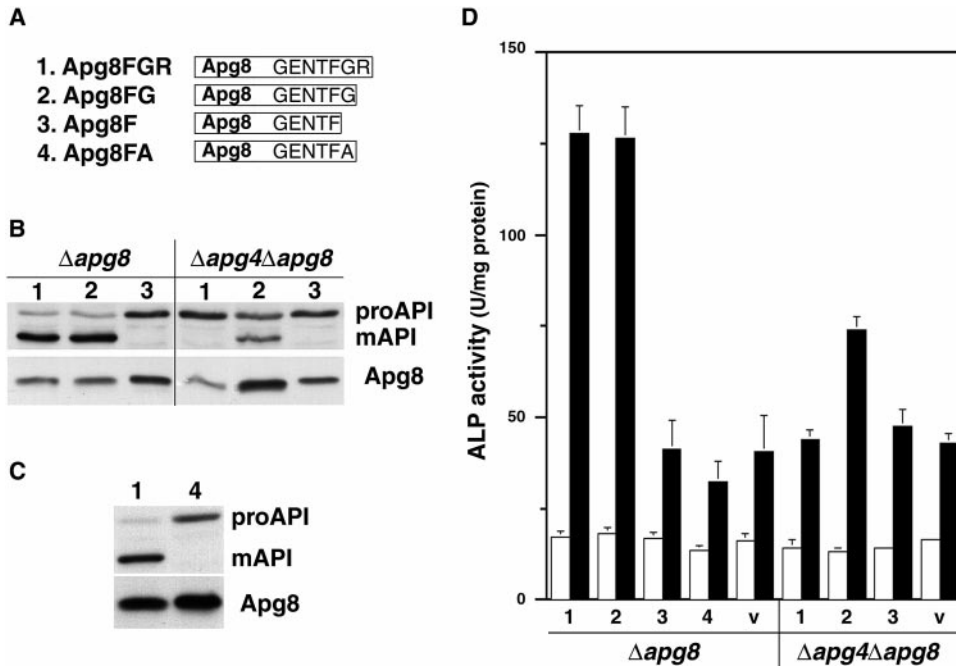 A
1. Apg8FGR Apg8 GENTFGR
2. Apg8FG Apg8 GENTFG
3. Apg8F Apg8 GENTF
4. Apg8FA Apg8 GENTFA
B
Δapg8 Δapg4Δapg8
1 2 3 1 2 3
proAPI
mAPI
Apg8
C
1 4
proAPI
mAPI
Apg8
D
ALP activity (U/mg protein)
150
100
50
0
1 2 3 4 v 1 2 3 v
Δapg8 Δapg4Δapg8